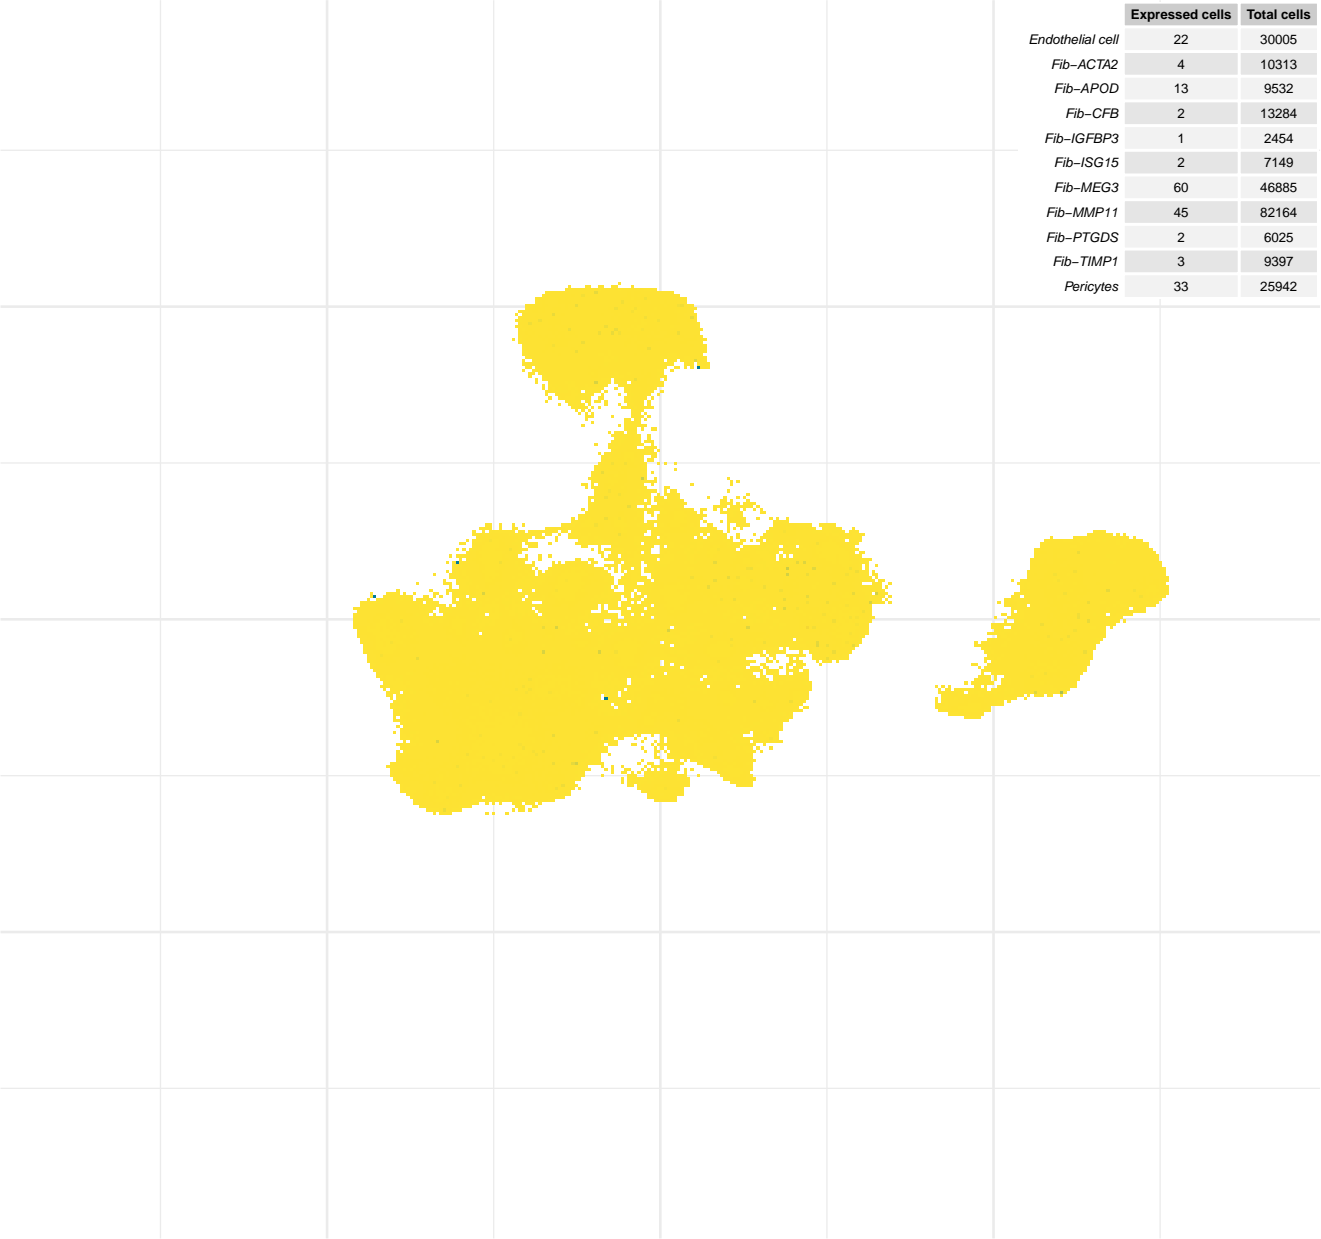 Expressed cells Total cells
Endothelial cell 22 30005
Fib−ACTA2 4 10313
Fib−APOD 13 9532
Fib−CFB 2 13284
Fib−IGFBP3 1 2454
Fib−ISG15 2 7149
Fib−MEG3 60 46885
Fib−MMP11 45 82164
Fib−PTGDS 2 6025
Fib−TIMP1 3 9397
Pericytes 33 25942